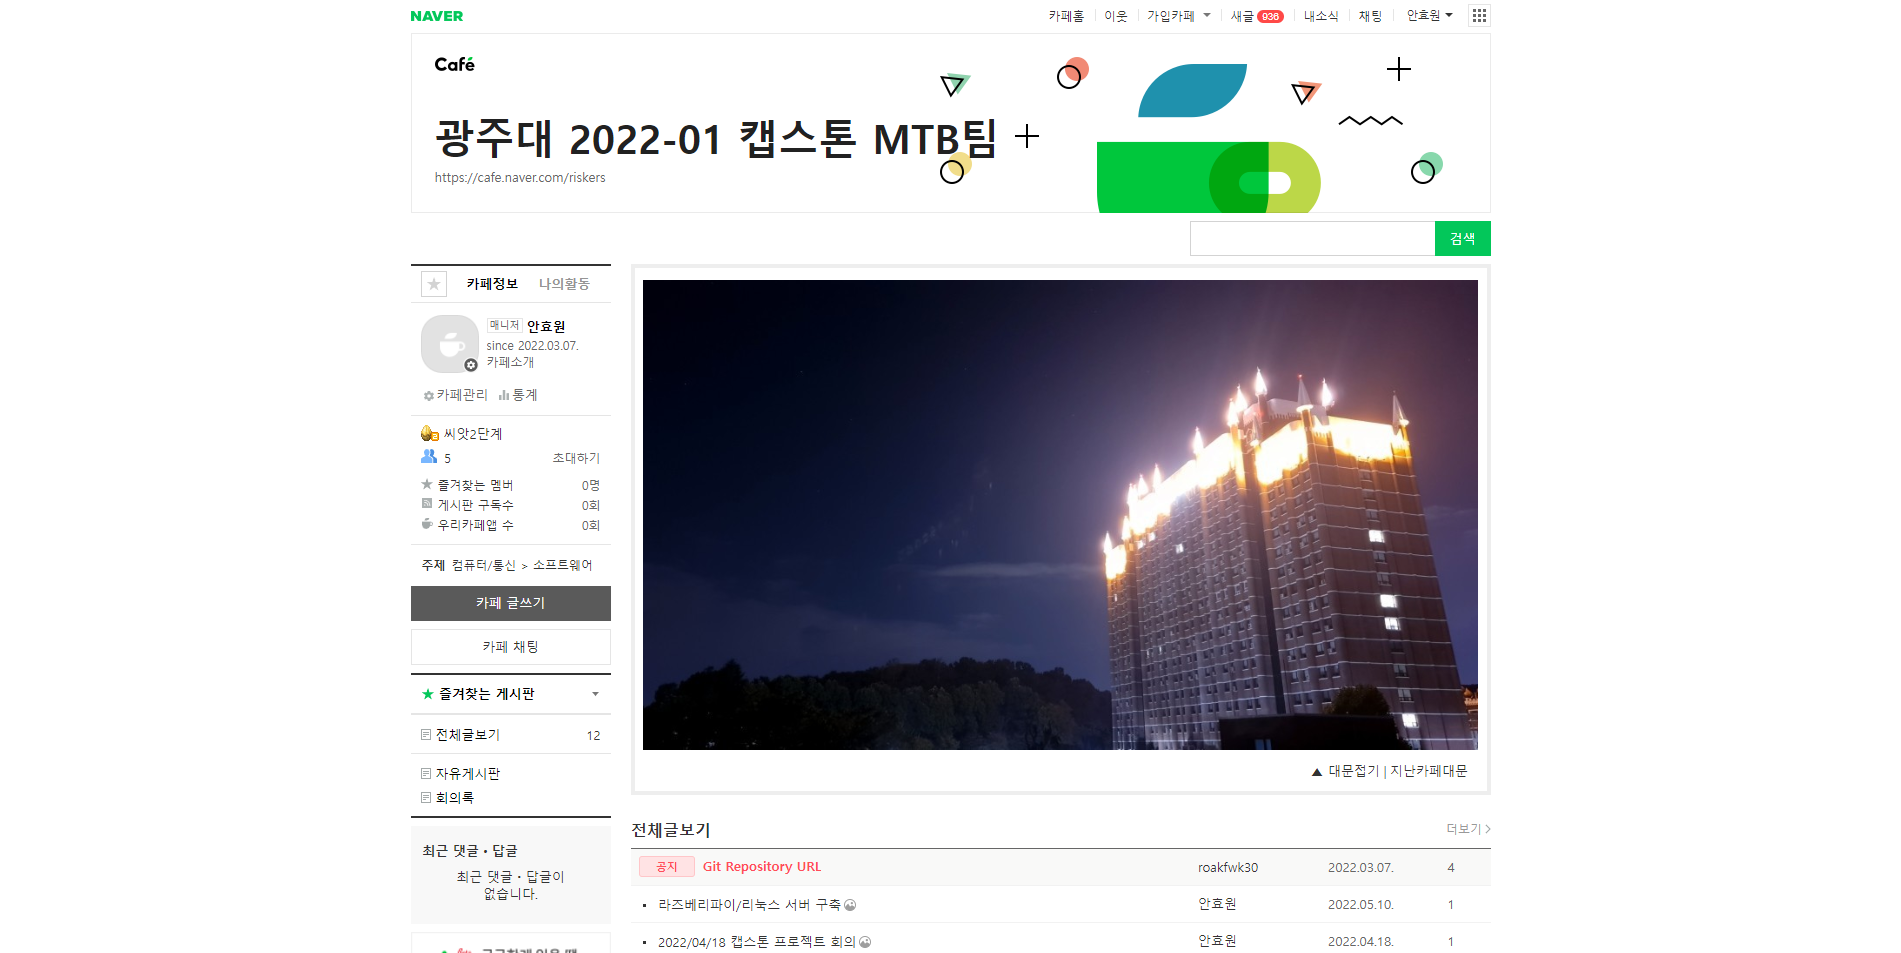 NAVER
카페홈 이웃 가입카페 새글 936 내소식 채팅 안효원
Café
광주대 2022-01 캡스톤 MTB팀
https://cafe.naver.com/riskers
검색
카페정보 나의활동
매니저 안효원
since 2022.03.07.
카페소개
카페관리 통계
씨앗2단계
5 초대하기
즐겨찾는 멤버 0명
게시판 구독수 0회
우리카페앱 수 0회
주제 컴퓨터/통신 > 소프트웨어
카페 글쓰기
카페 채팅
즐겨찾는 게시판
전체글보기 12
자유게시판
회의록
최근 댓글 · 답글
최근 댓글 · 답글이
없습니다.
▲ 대문접기 | 지난카페대문
전체글보기 더보기
공지 Git Repository URL roakfwk30 2022.03.07. 4
라즈베리파이/리눅스 서버 구축 안효원 2022.05.10. 1
2022/04/18 캡스톤 프로젝트 회의 안효원 2022.04.18. 1